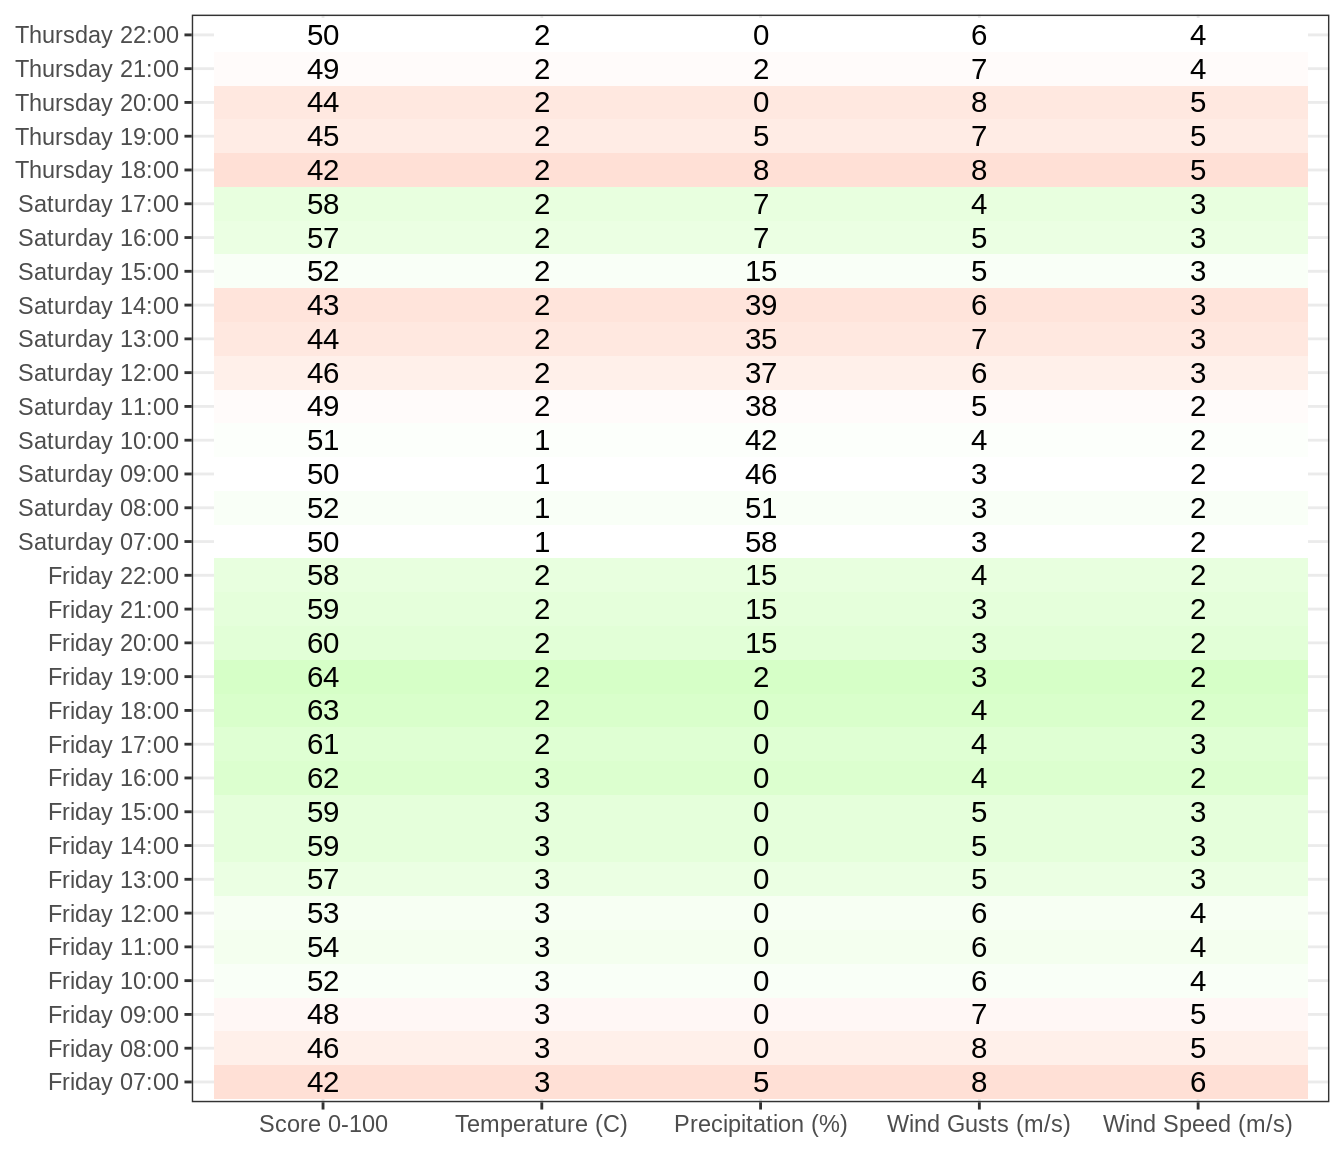 Thursday 22:00 50 2 0 6 4
Thursday 21:00 49 2 2 7 4
Thursday 20:00 44 2 0 8 5
Thursday 19:00 45 2 5 7 5
Thursday 18:00 42 2 8 8 5
Saturday 17:00 58 2 7 4 3
Saturday 16:00 57 2 7 5 3
Saturday 15:00 52 2 15 5 3
Saturday 14:00 43 2 39 6 3
Saturday 13:00 44 2 35 7 3
Saturday 12:00 46 2 37 6 3
Saturday 11:00 49 2 38 5 2
Saturday 10:00 51 1 42 4 2
Saturday 09:00 50 1 46 3 2
Saturday 08:00 52 1 51 3 2
Saturday 07:00 50 1 58 3 2
Friday 22:00 58 2 15 4 2
Friday 21:00 59 2 15 3 2
Friday 20:00 60 2 15 3 2
Friday 19:00 64 2 2 3 2
Friday 18:00 63 2 0 4 2
Friday 17:00 61 2 0 4 3
Friday 16:00 62 3 0 4 2
Friday 15:00 59 3 0 5 3
Friday 14:00 59 3 0 5 3
Friday 13:00 57 3 0 5 3
Friday 12:00 53 3 0 6 4
Friday 11:00 54 3 0 6 4
Friday 10:00 52 3 0 6 4
Friday 09:00 48 3 0 7 5
Friday 08:00 46 3 0 8 5
Friday 07:00 42 3 5 8 6
Score 0-100 Temperature (C) Precipitation (%) Wind Gusts (m/s) Wind Speed (m/s)